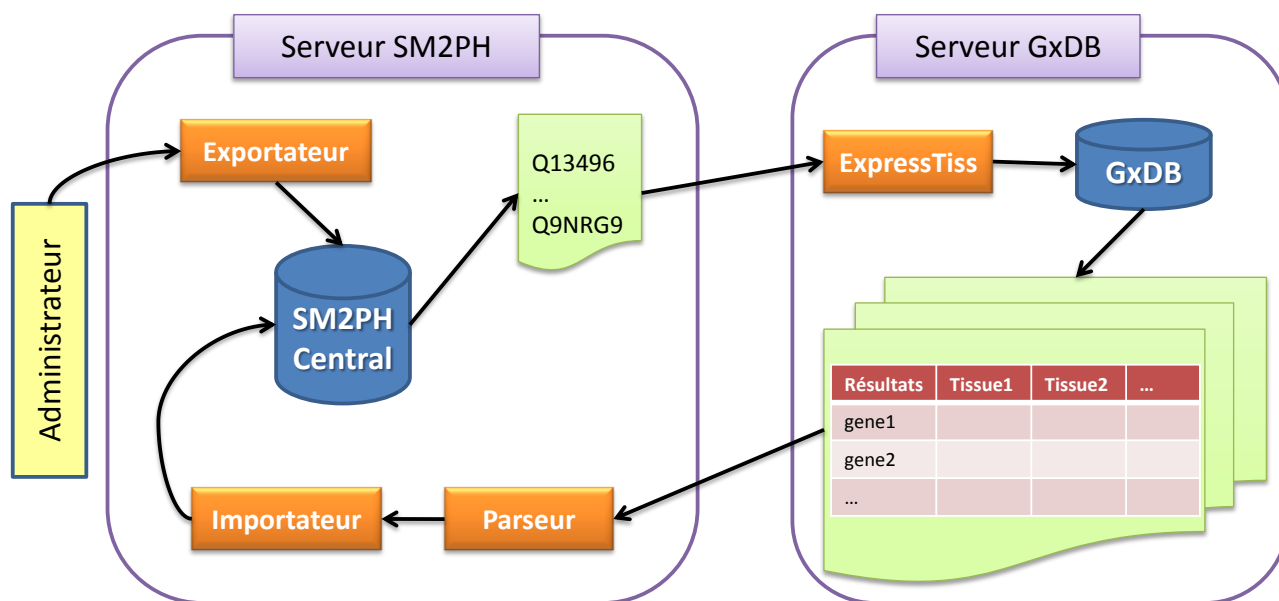 Serveur SM2PH
Serveur GxDB
Administrateur
Exportateur
Q13496
...
Q9NRG9
ExpressTiss
GxDB
SM2PH
Central
Résultats Tissue1 Tissue2 ...
gene1
gene2
...
Importateur
Parseur